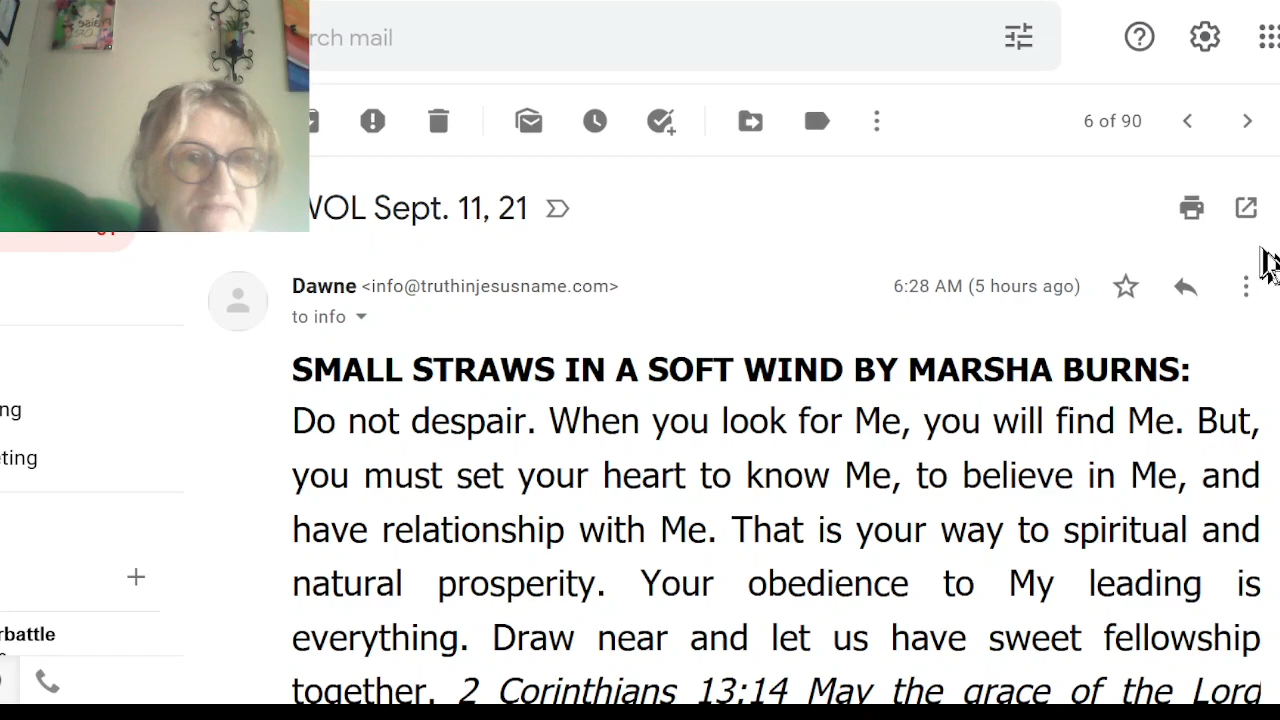 rch mail
6 of 90
WOL Sept. 11, 21
Dawne <info@truthinjesusname.com>
6:28 AM (5 hours ago)
to info
SMALL STRAWS IN A SOFT WIND BY MARSHA BURNS:
Do not despair. When you look for Me, you will find Me. But,
you must set your heart to know Me, to believe in Me, and
have relationship with Me. That is your way to spiritual and
natural prosperity. Your obedience to My leading is
everything. Draw near and let us have sweet fellowship
together. 2 Corinthians 13:14 May the grace of the Lord
ng
eting
rbattle